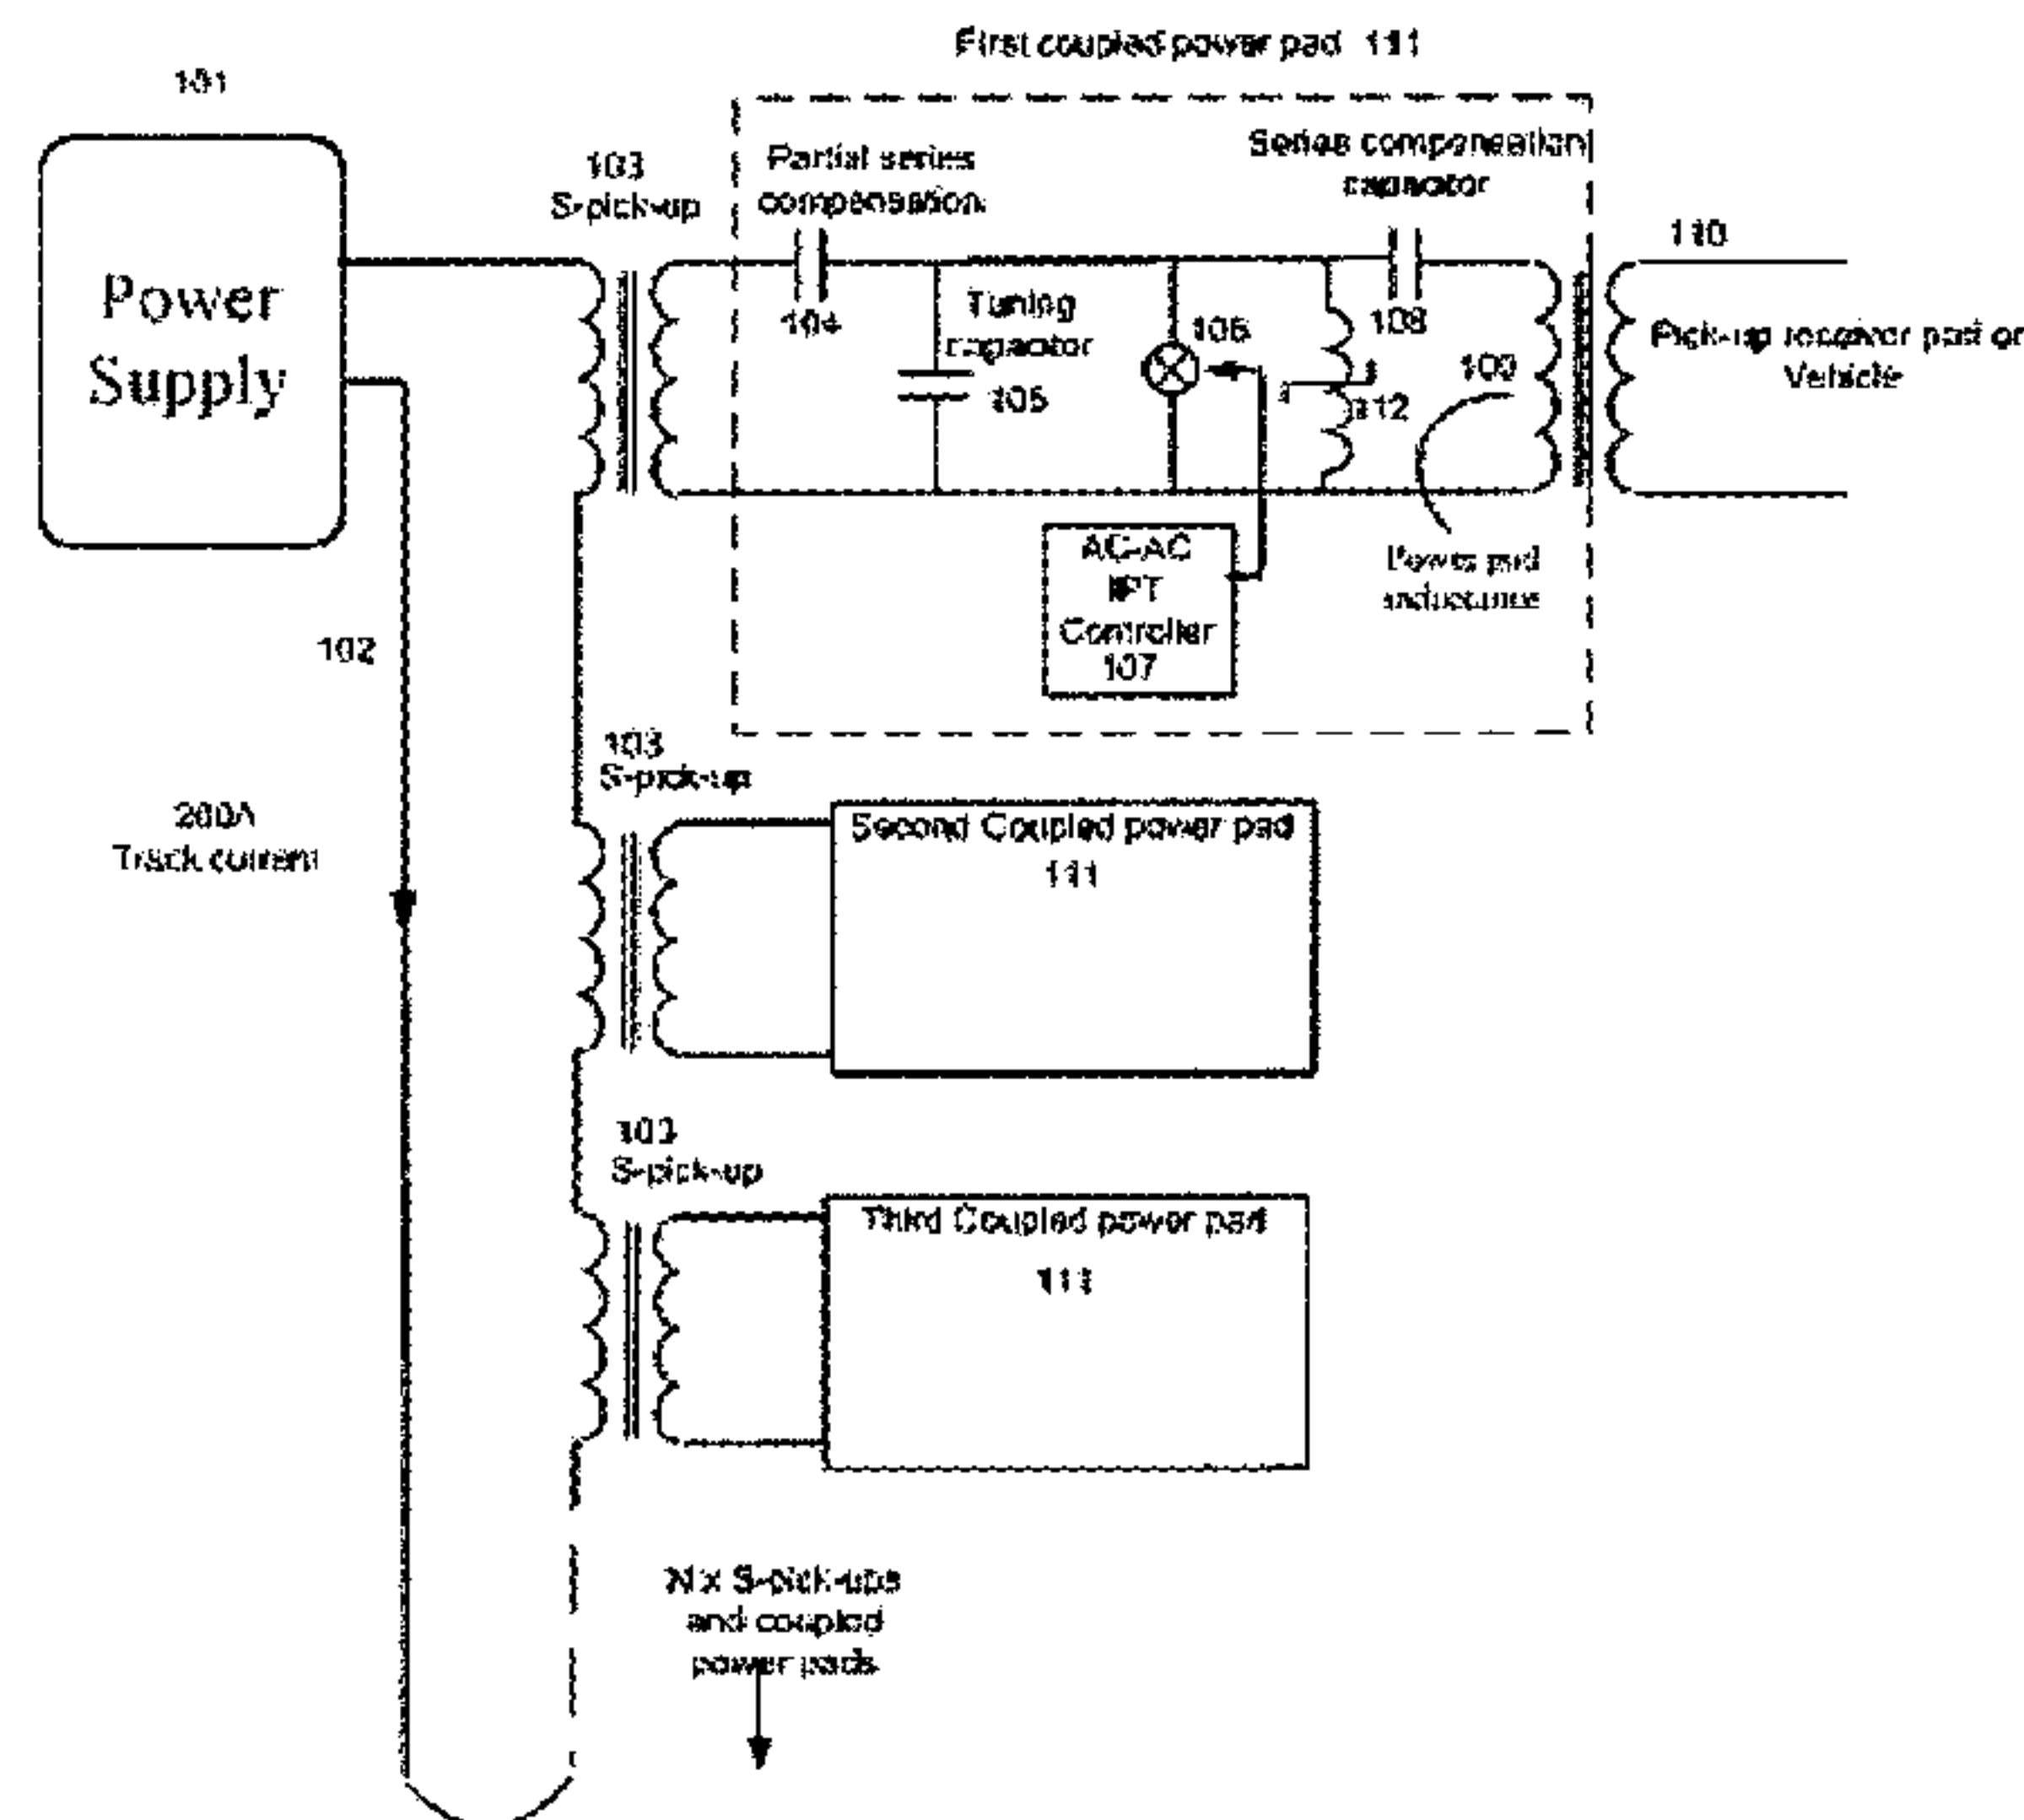 First coupled power pad 111
101
Power
Supply
103
S-pick-up
Partial series
compensation
104
Tuning
capacitor
105
106
Series compensation
capacitor
108
112
109
Power pad
inductance
110
Pick-up receiver pad or
Vehicle
AC-AC
IPT
Controller
107
102
200A
Track current
103
S-pick-up
Second Coupled power pad
111
103
S-pick-up
Third Coupled power pad
111
N x S-pick-ups
and coupled
power pads